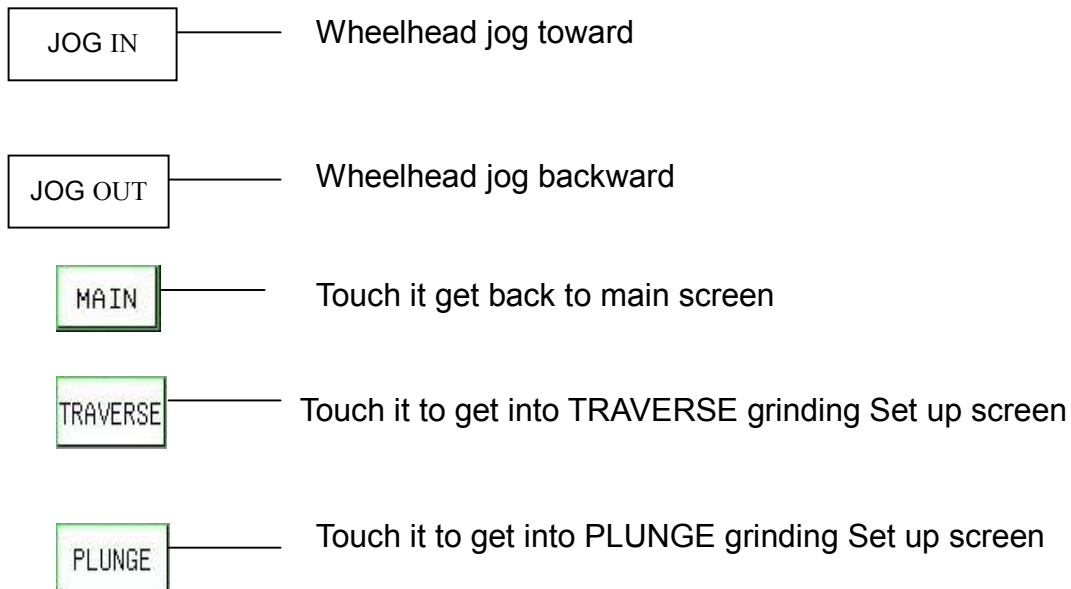 JOG IN Wheelhead jog toward
JOG OUT Wheelhead jog backward
MAIN Touch it get back to main screen
TRAVERSE Touch it to get into TRAVERSE grinding Set up screen
PLUNGE Touch it to get into PLUNGE grinding Set up screen